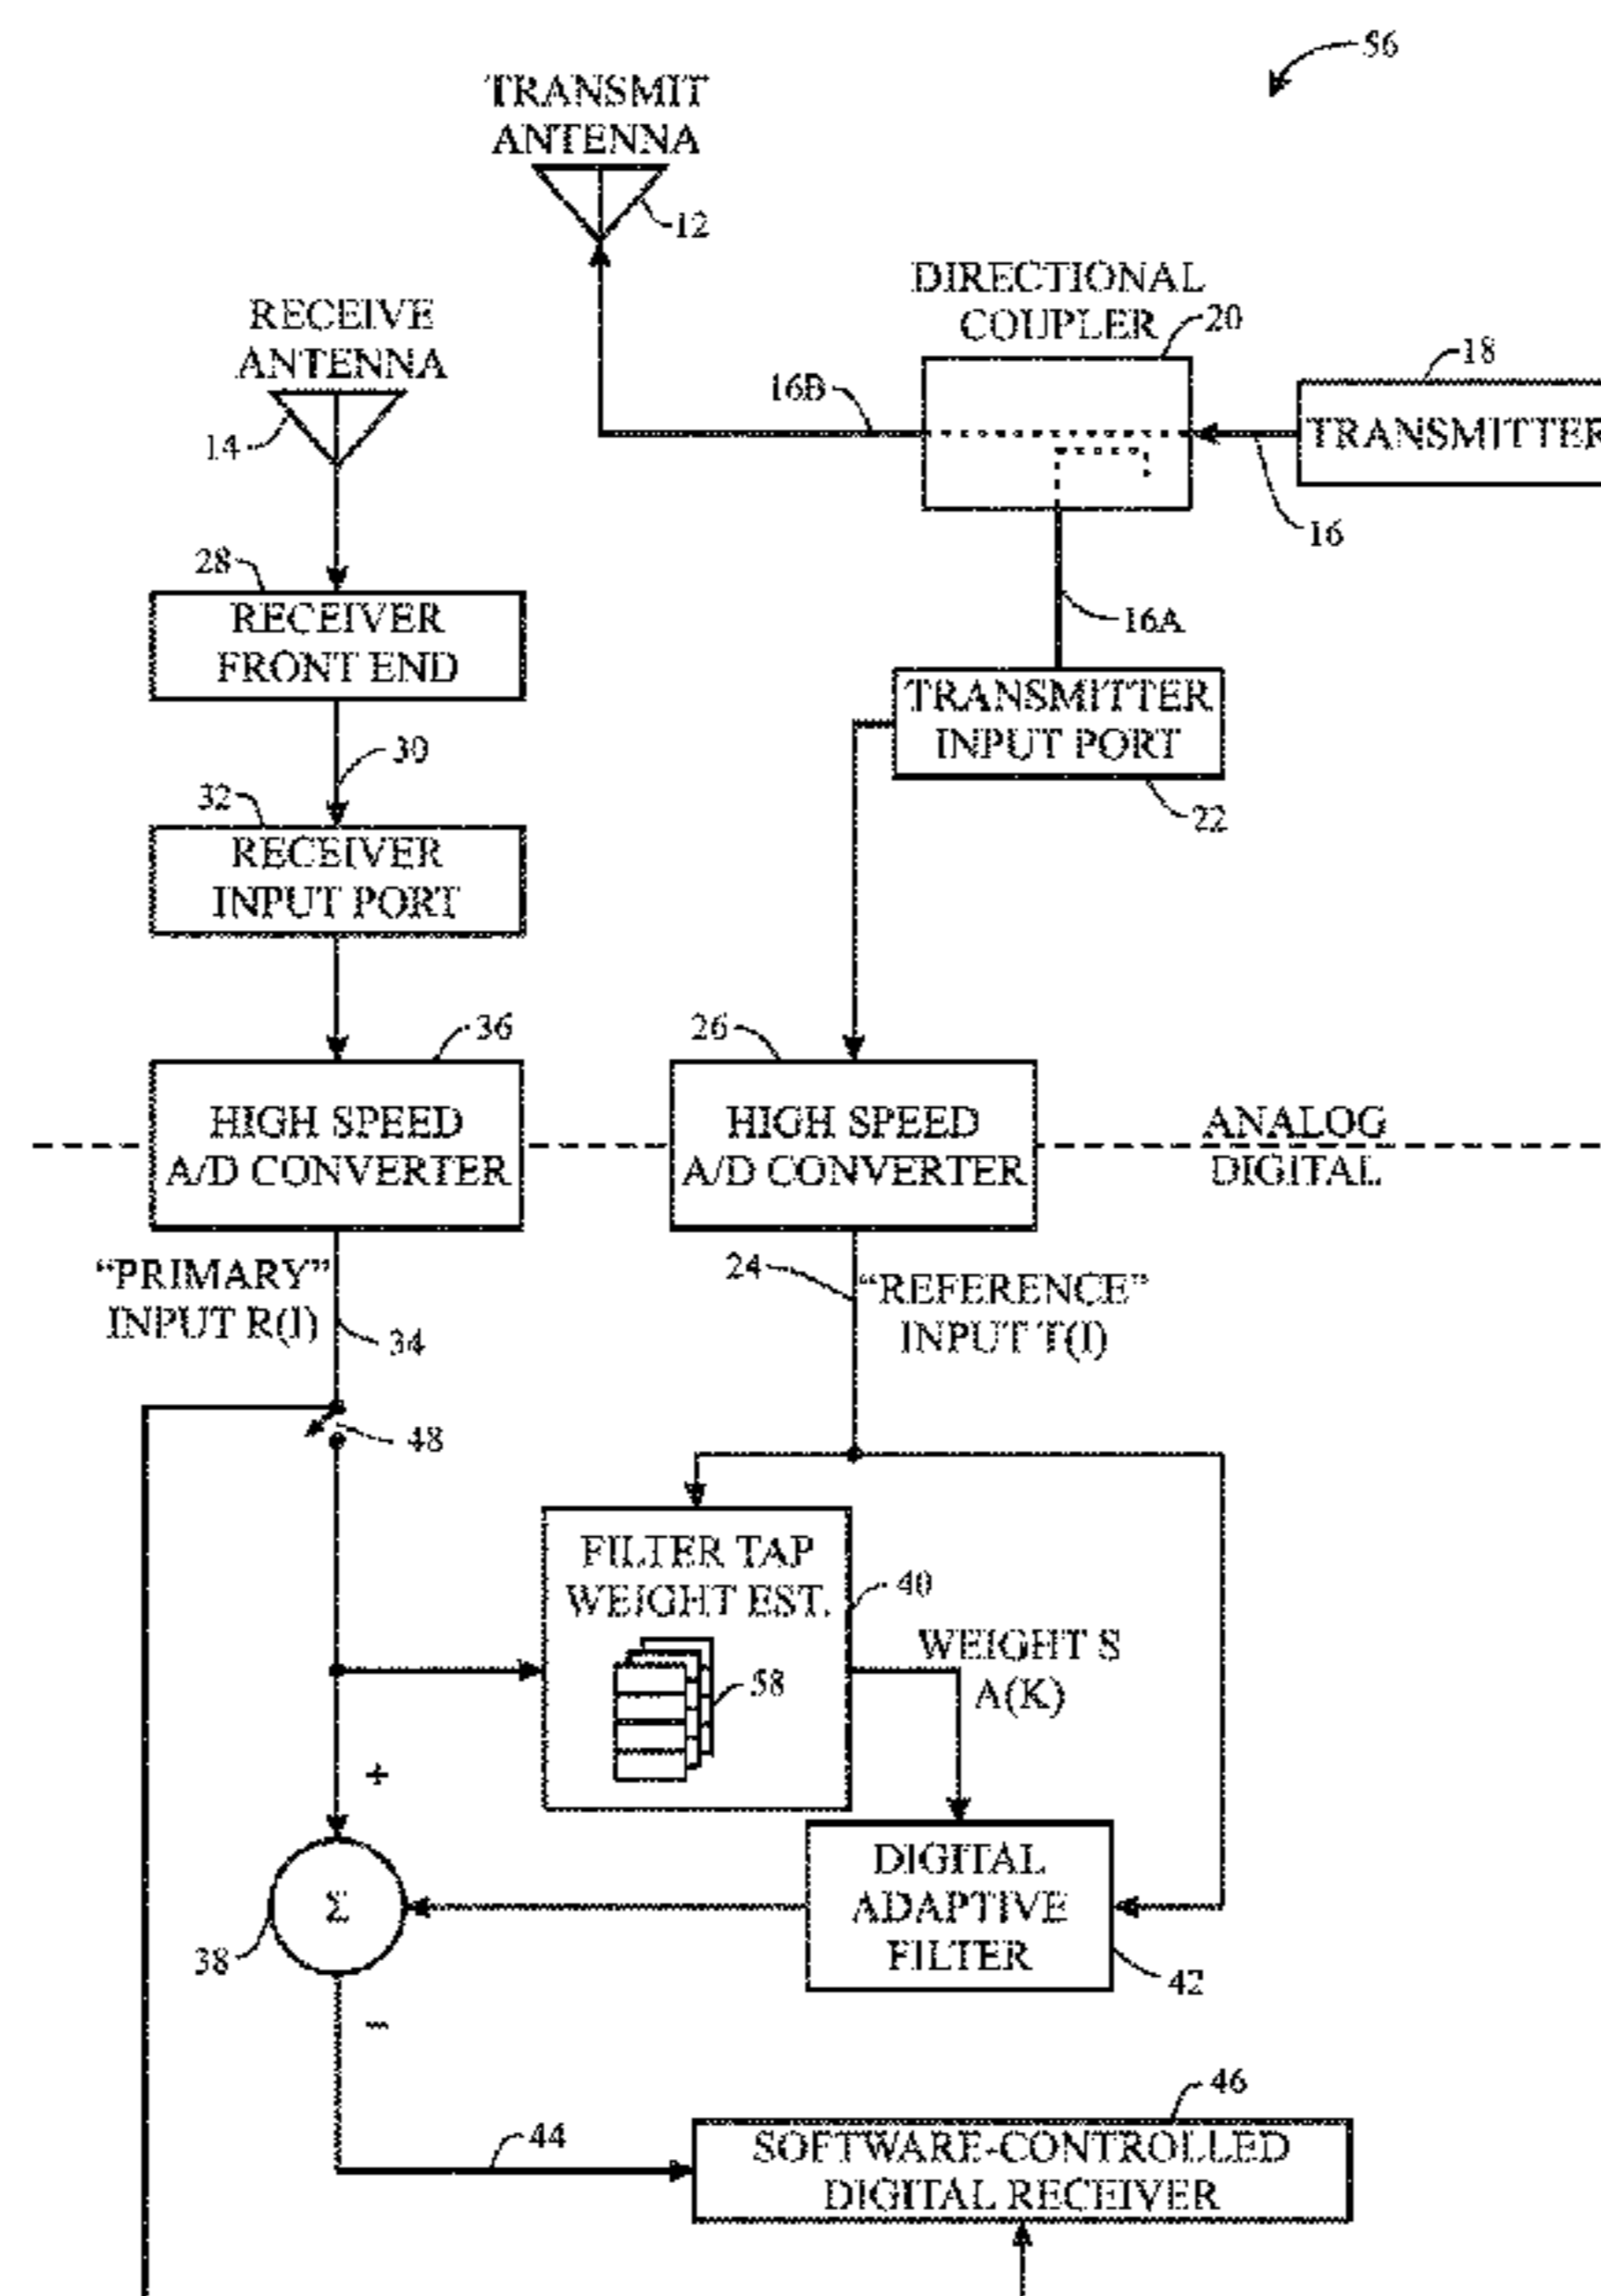 56
TRANSMIT
ANTENNA
12
DIRECTIONAL
COUPLER
20
RECEIVE
ANTENNA
14
16B
18
TRANSMITTER
16
28
RECEIVER
FRONT END
16A
TRANSMITTER
INPUT PORT
30
22
32
RECEIVER
INPUT PORT
36
26
HIGH SPEED
A/D CONVERTER
HIGH SPEED
A/D CONVERTER
ANALOG
DIGITAL
"PRIMARY"
INPUT R(I)
34
24
"REFERENCE"
INPUT T(I)
48
FILTER TAP
WEIGHT EST.
40
58
WEIGHT S
A(K)
+
Σ
38
DIGITAL
ADAPTIVE
FILTER
42
–
44
46
SOFTWARE-CONTROLLED
DIGITAL RECEIVER